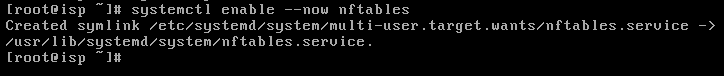 [root@isp ~]# systemctl enable --now nftables
Created symlink /etc/systemd/system/multi-user.target.wants/nftables.service ->
/usr/lib/systemd/system/nftables.service.
[root@isp ~]#